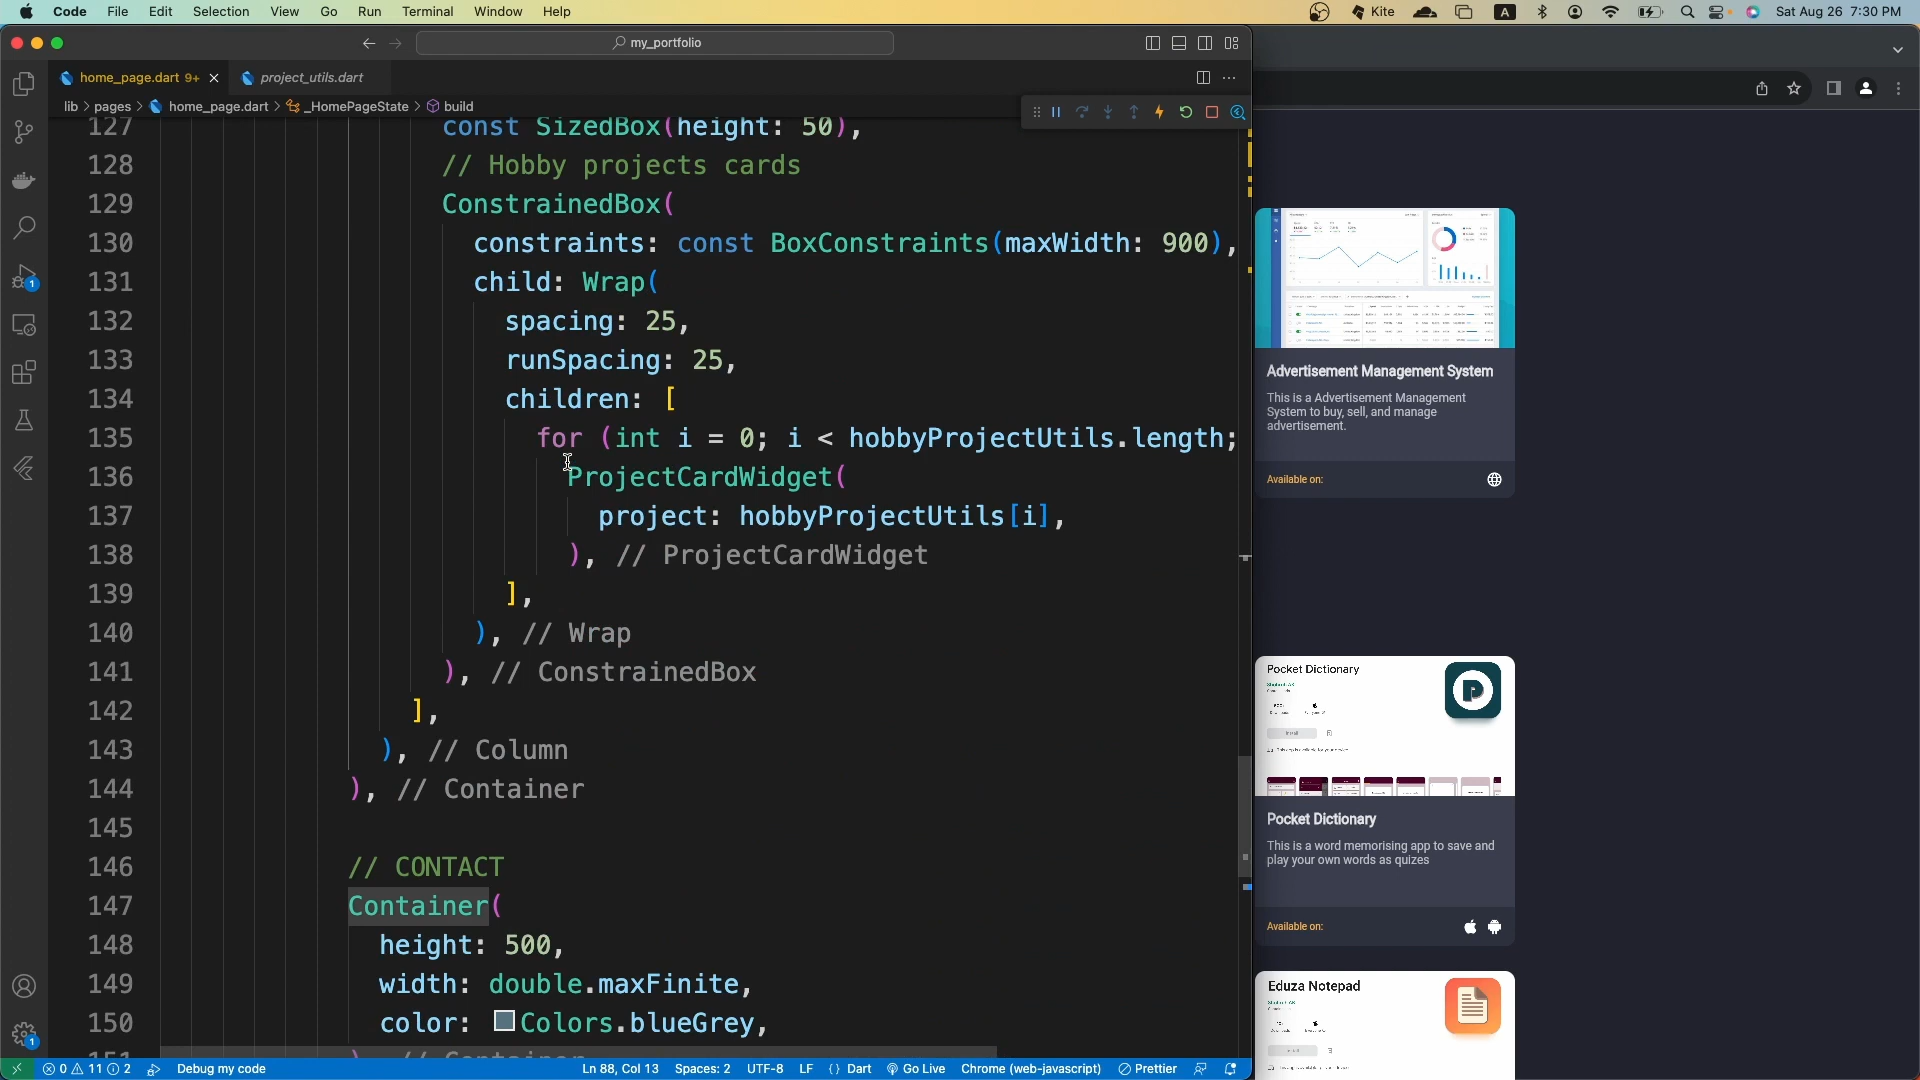 Code File Edit Selection View Go Run Terminal Window Help
Kite A Sat Aug 26 7:30 PM
my_portfolio
home_page.dart 9+ project_utils.dart
lib > pages > home_page.dart > _HomePageState > build
127 const SizedBox(height: 50),
128 // Hobby projects cards
129 ConstrainedBox(
130 constraints: const BoxConstraints(maxWidth: 900),
131 child: Wrap(
132 spacing: 25,
133 runSpacing: 25,
134 children: [
135 for (int i = 0; i < hobbyProjectUtils.length;
136 ProjectCardWidget(
137 project: hobbyProjectUtils[i],
138 ), // ProjectCardWidget
139 ],
140 ), // Wrap
141 ), // ConstrainedBox
142 ],
143 ), // Column
144 ), // Container
145
146 // CONTACT
147 Container(
148 height: 500,
149 width: double.maxFinite,
150 color: Colors.blueGrey,
151 ), // Container
1
1
0 11 2 Debug my code Ln 88, Col 13 Spaces: 2 UTF-8 LF {} Dart Go Live Chrome (web-javascript) Prettier
Advertisement Management System
This is a Advertisement Management
System to buy, sell, and manage
advertisement.
Available on:
Pocket Dictionary
Install
Pocket Dictionary
This is a word memorising app to save and
play your own words as quizes
Available on:
Eduza Notepad
Install